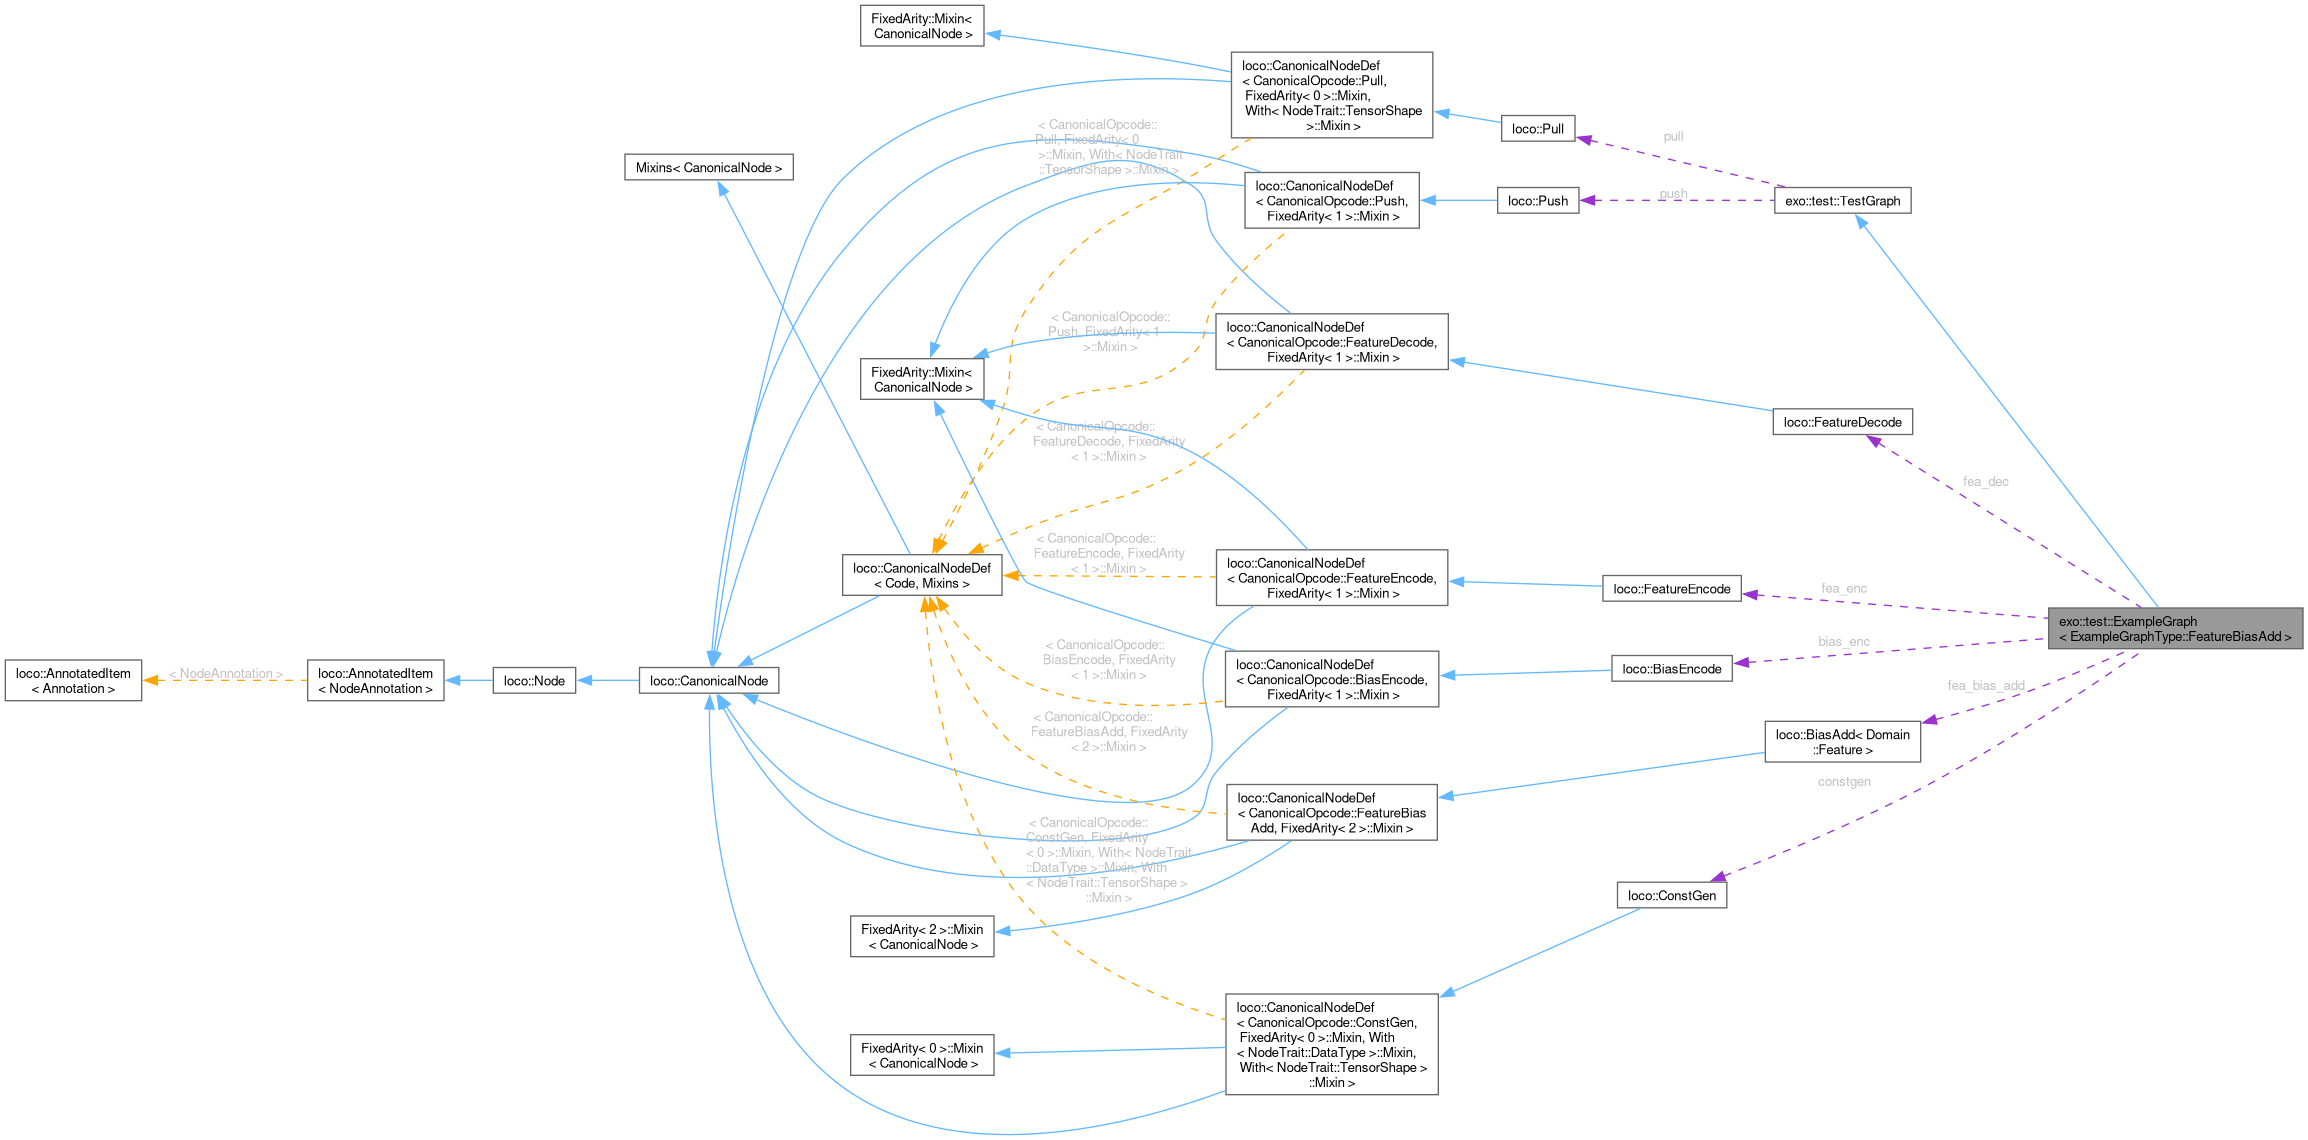 FixedArity::Mixin<
CanonicalNode >
loco::CanonicalNodeDef
< CanonicalOpcode::Pull,
FixedArity< 0 >::Mixin,
With< NodeTrait::TensorShape
>::Mixin >
loco::Pull
pull
< CanonicalOpcode::
Pull, FixedArity< 0
>::Mixin, With< NodeTrait
::TensorShape >::Mixin >
Mixins< CanonicalNode >
loco::CanonicalNodeDef
< CanonicalOpcode::Push,
FixedArity< 1 >::Mixin >
loco::Push
push
exo::test::TestGraph
< CanonicalOpcode::
Push, FixedArity< 1
>::Mixin >
loco::CanonicalNodeDef
< CanonicalOpcode::FeatureDecode,
FixedArity< 1 >::Mixin >
FixedArity::Mixin<
CanonicalNode >
loco::FeatureDecode
< CanonicalOpcode::
FeatureDecode, FixedArity
< 1 >::Mixin >
fea_dec
loco::CanonicalNodeDef
< Code, Mixins >
< CanonicalOpcode::
FeatureEncode, FixedArity
< 1 >::Mixin >
loco::CanonicalNodeDef
< CanonicalOpcode::FeatureEncode,
FixedArity< 1 >::Mixin >
loco::FeatureEncode
fea_enc
exo::test::ExampleGraph
< ExampleGraphType::FeatureBiasAdd >
loco::AnnotatedItem
< Annotation >
< NodeAnnotation >
loco::AnnotatedItem
< NodeAnnotation >
loco::Node
loco::CanonicalNode
< CanonicalOpcode::
BiasEncode, FixedArity
< 1 >::Mixin >
loco::CanonicalNodeDef
< CanonicalOpcode::BiasEncode,
FixedArity< 1 >::Mixin >
loco::BiasEncode
bias_enc
fea_bias_add
< CanonicalOpcode::
FeatureBiasAdd, FixedArity
< 2 >::Mixin >
loco::BiasAdd< Domain
::Feature >
loco::CanonicalNodeDef
< CanonicalOpcode::FeatureBias
Add, FixedArity< 2 >::Mixin >
constgen
< CanonicalOpcode::
ConstGen, FixedArity
< 0 >::Mixin, With< NodeTrait
::DataType >::Mixin, With
< NodeTrait::TensorShape >
::Mixin >
loco::ConstGen
FixedArity< 2 >::Mixin
< CanonicalNode >
loco::CanonicalNodeDef
< CanonicalOpcode::ConstGen,
FixedArity< 0 >::Mixin, With
< NodeTrait::DataType >::Mixin,
With< NodeTrait::TensorShape >
::Mixin >
FixedArity< 0 >::Mixin
< CanonicalNode >